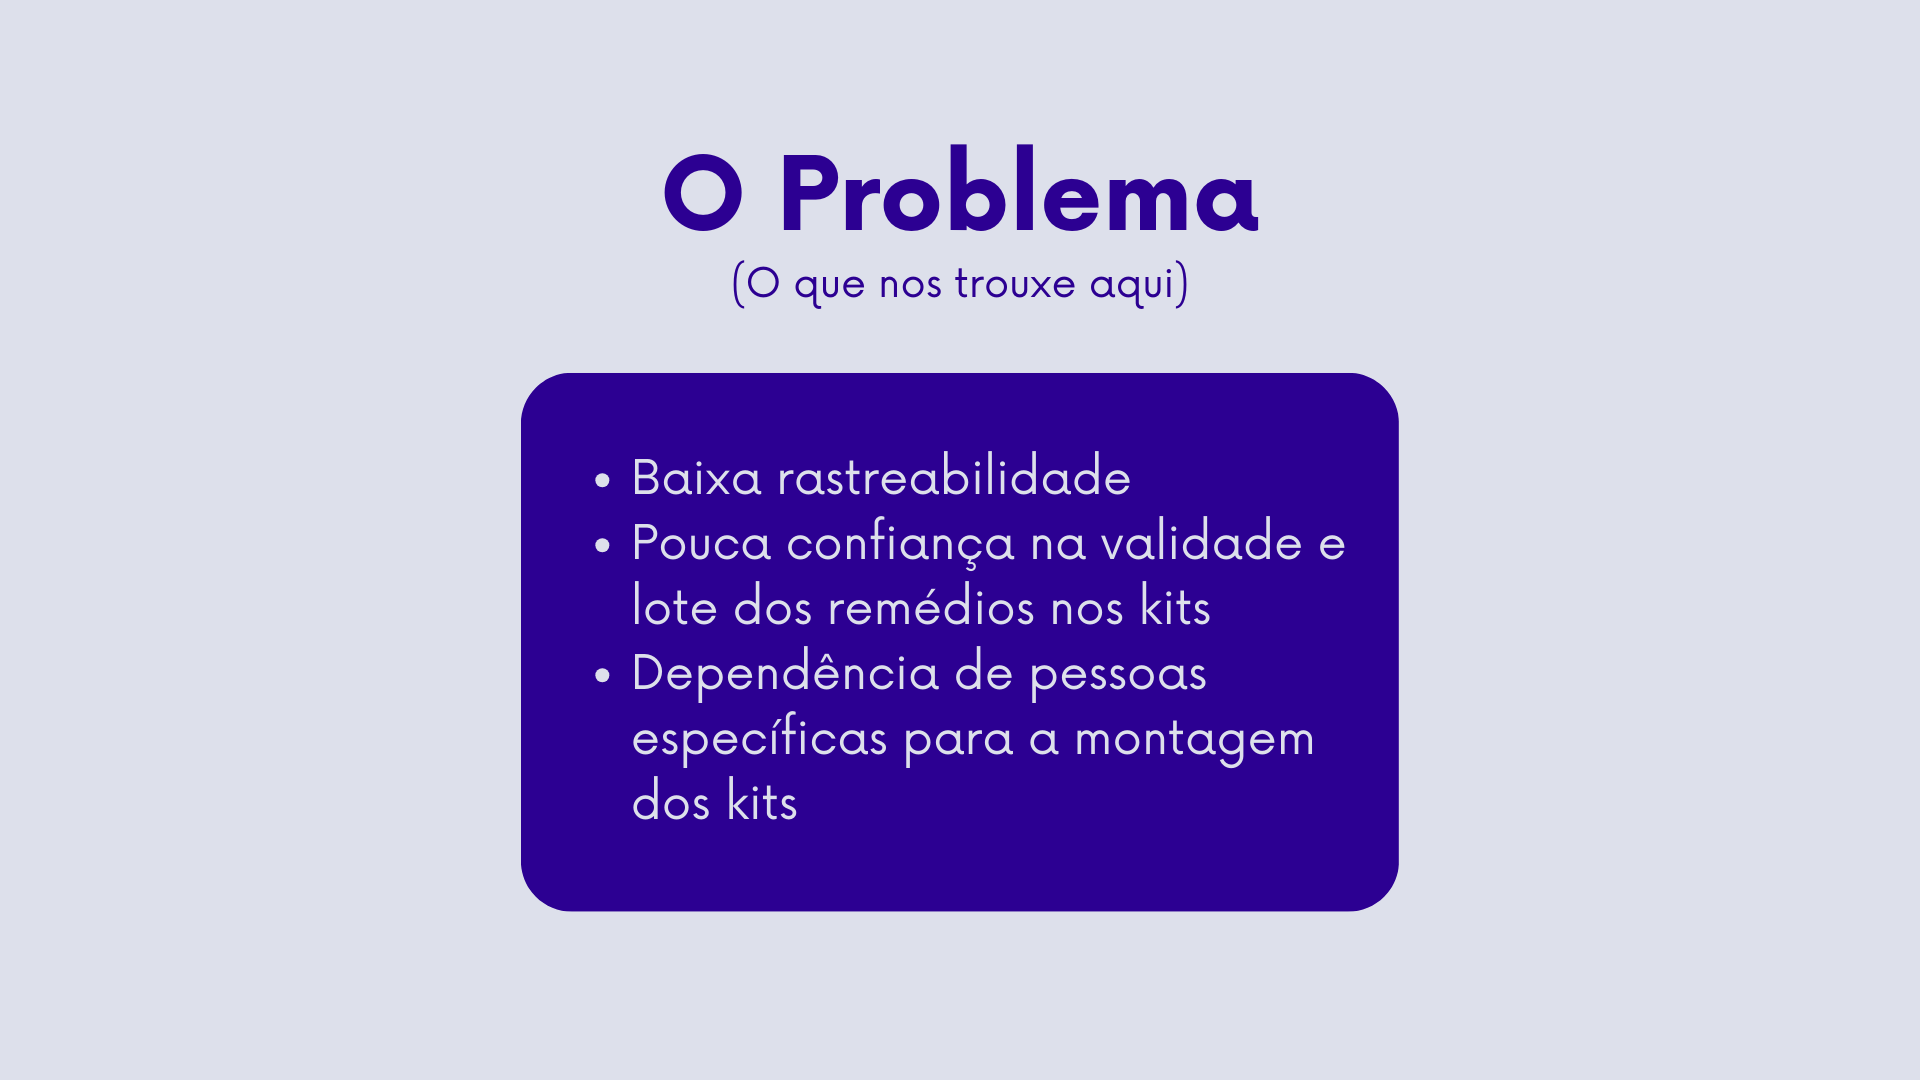 O Problema
(O que nos trouxe aqui)
• Baixa rastreabilidade
• Pouca confiança na validade e
lote dos remédios nos kits
• Dependência de pessoas
específicas para a montagem
dos kits